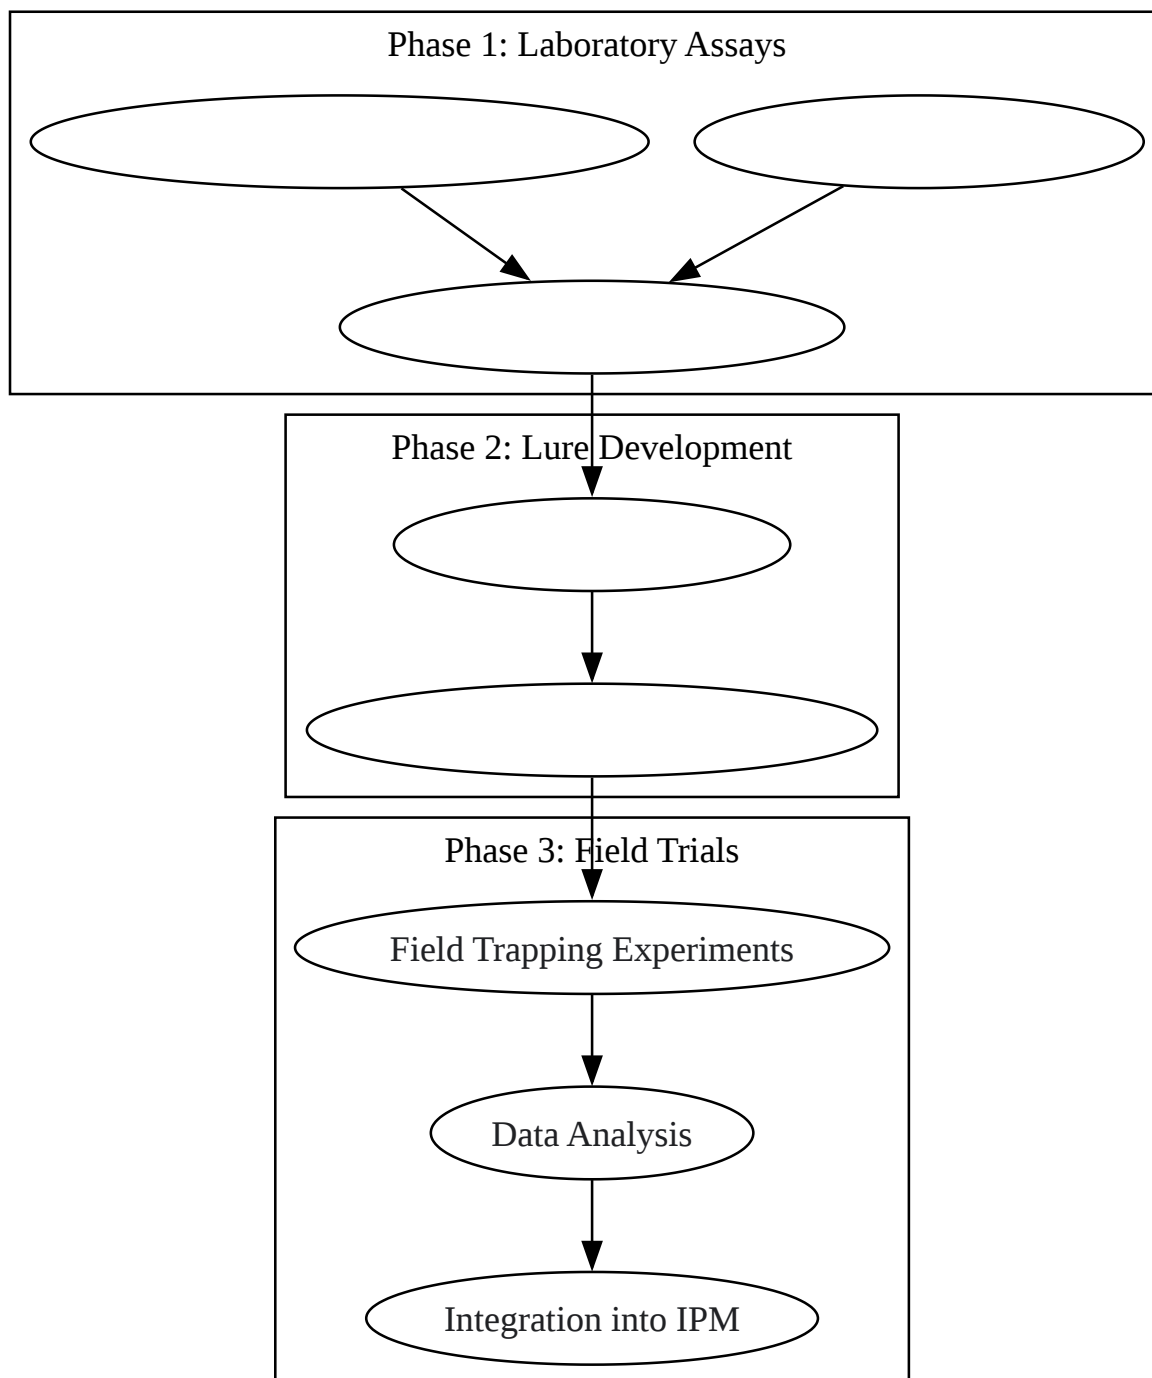 Phase 1: Laboratory Assays
Phase 2: Lure Development
Phase 3: Field Trials
Field Trapping Experiments
Data Analysis
Integration into IPM